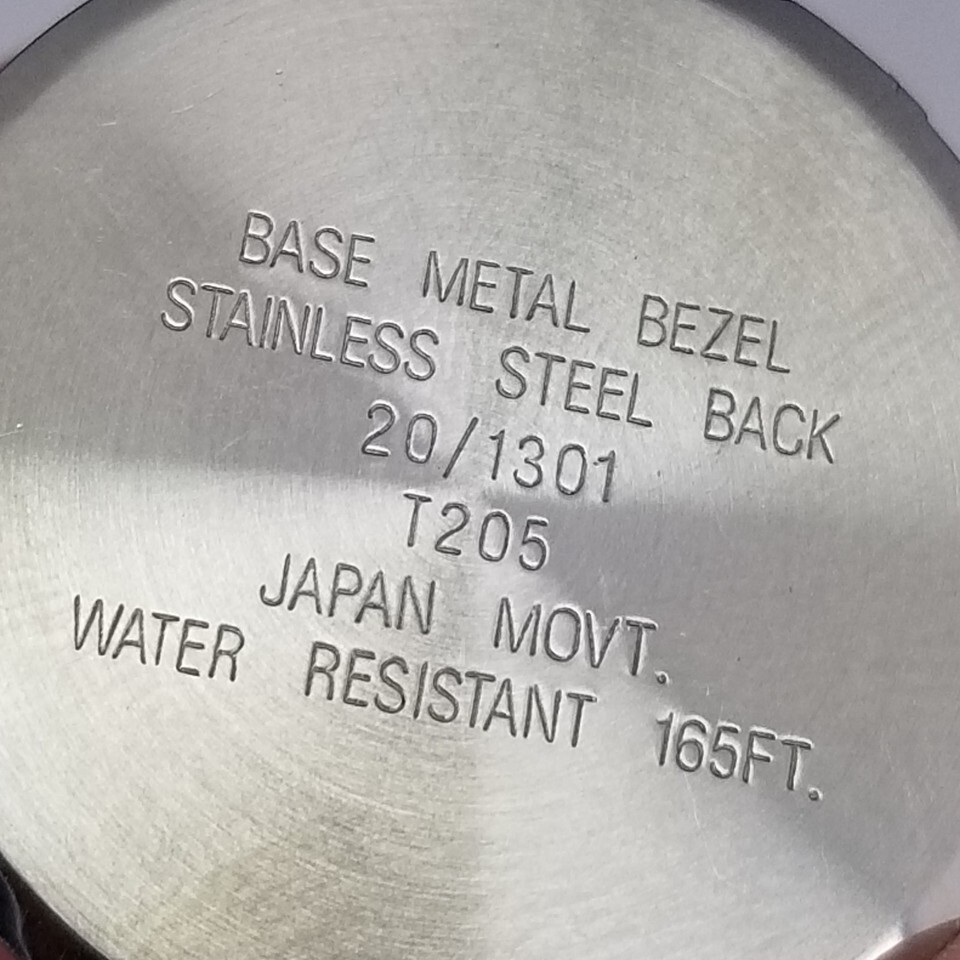 BASE METAL BEZEL
STAINLESS STEEL BACK
20/1301
T205
JAPAN MOVT.
WATER RESISTANT 165FT.